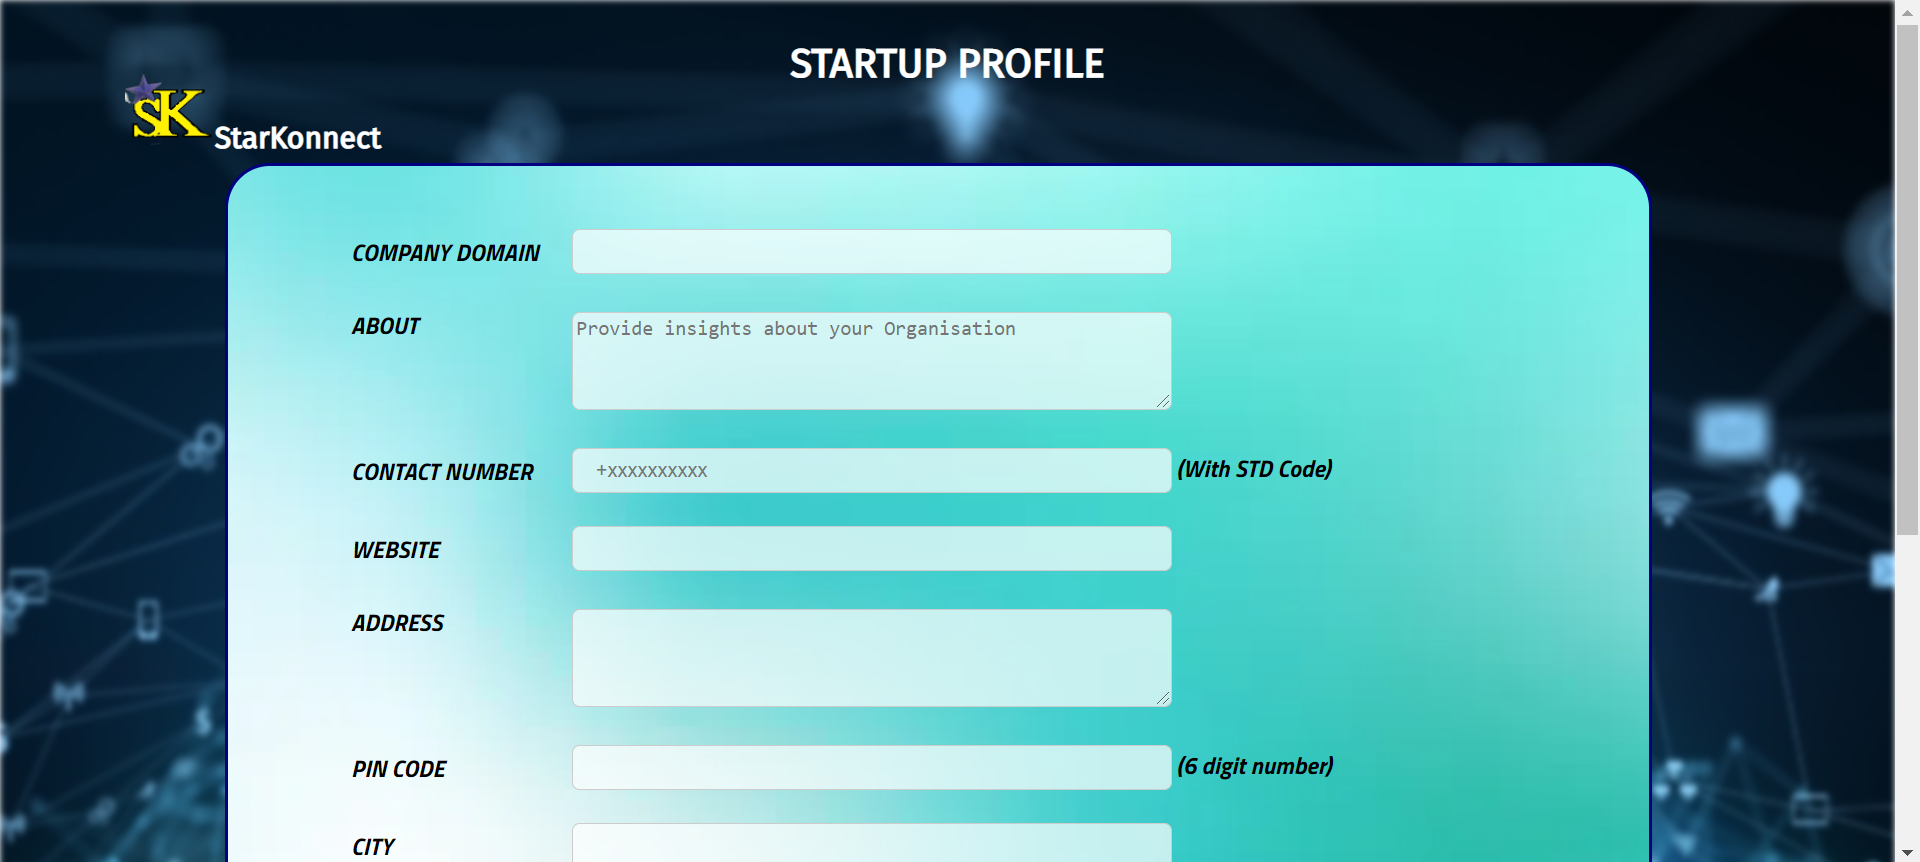 STARTUP PROFILE
SK StarKonnect
COMPANY DOMAIN
ABOUT
Provide insights about your Organisation
CONTACT NUMBER
+xxxxxxxxxx
(With STD Code)
WEBSITE
ADDRESS
PIN CODE
(6 digit number)
CITY